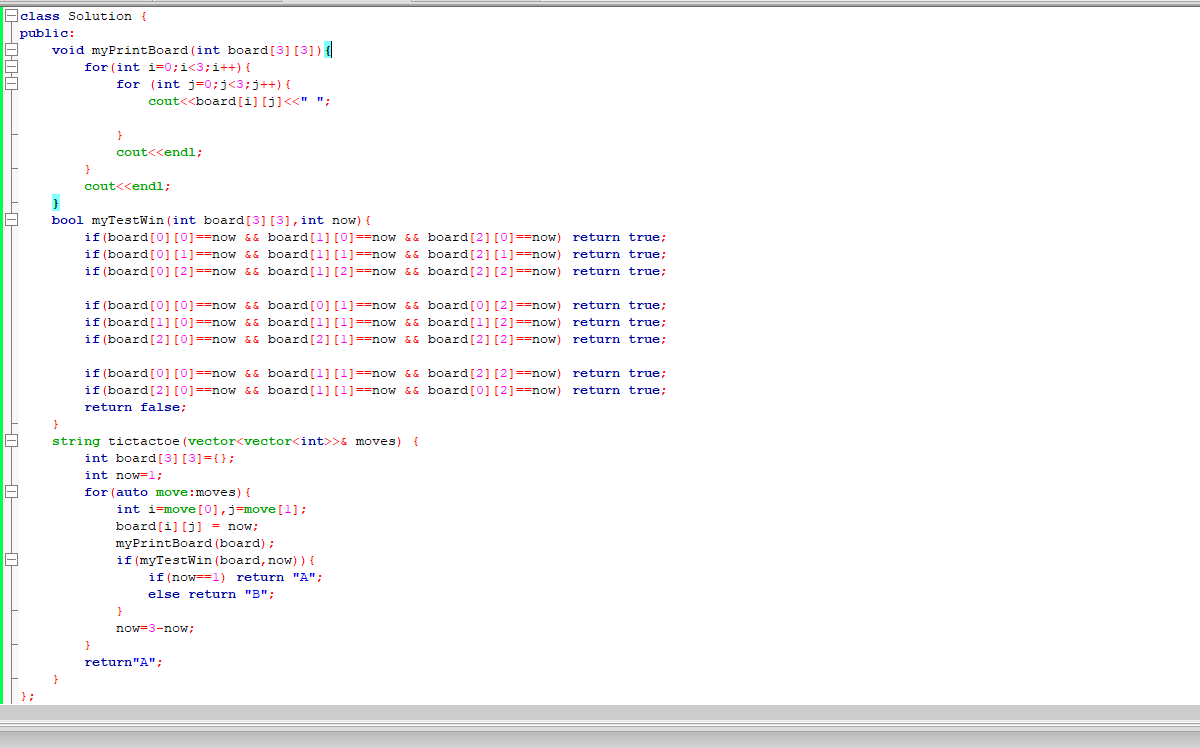 class Solution {
public:
    void myPrintBoard(int board[3][3]){
        for(int i=0;i<3;i++){
            for (int j=0;j<3;j++){
                cout<<board[i][j]<<" ";
            }
            cout<<endl;
        }
        cout<<endl;
    }
    bool myTestWin(int board[3][3],int now){
        if(board[0][0]==now && board[1][0]==now && board[2][0]==now) return true;
        if(board[0][1]==now && board[1][1]==now && board[2][1]==now) return true;
        if(board[0][2]==now && board[1][2]==now && board[2][2]==now) return true;
        if(board[0][0]==now && board[0][1]==now && board[0][2]==now) return true;
        if(board[1][0]==now && board[1][1]==now && board[1][2]==now) return true;
        if(board[2][0]==now && board[2][1]==now && board[2][2]==now) return true;
        if(board[0][0]==now && board[1][1]==now && board[2][2]==now) return true;
        if(board[2][0]==now && board[1][1]==now && board[0][2]==now) return true;
        return false;
    }
    string tictactoe(vector<vector<int>>& moves) {
        int board[3][3]={};
        int now=1;
        for(auto move:moves){
            int i=move[0],j=move[1];
            board[i][j] = now;
            myPrintBoard(board);
            if(myTestWin(board,now)){
                if(now==1) return "A";
                else return "B";
            }
            now=3-now;
        }
        return"A";
    }
};